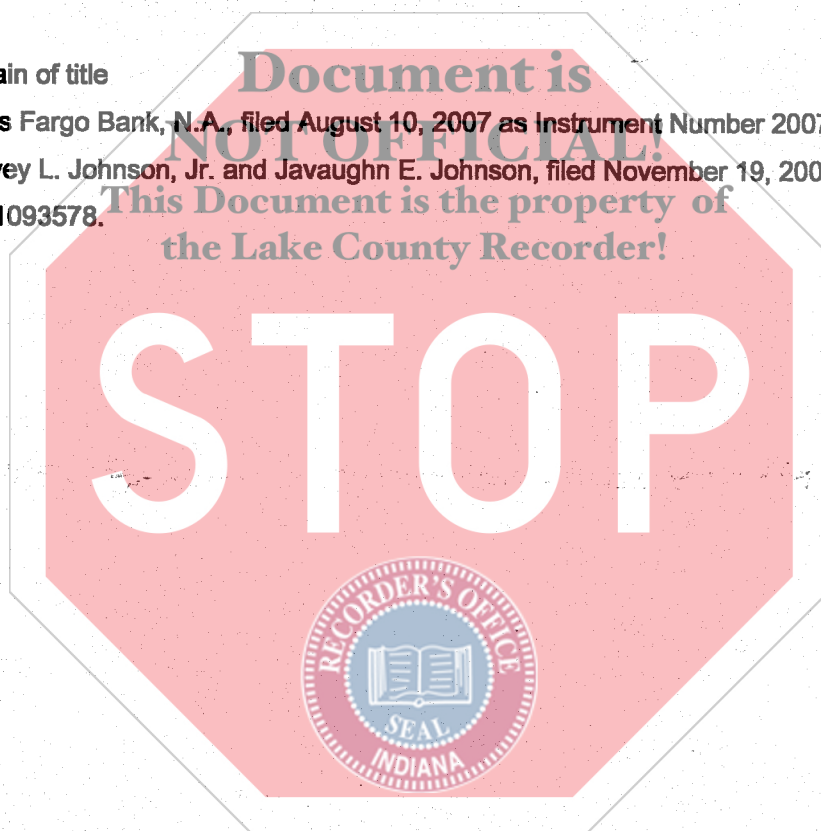 ain of title
Document is
s Fargo Bank, N.A., filed August 10, 2007 as Instrument Number 2007
NOT OFFICIAL!
ey L. Johnson, Jr. and Javaughn E. Johnson, filed November 19, 200
This Document is the property of
1093578.
the Lake County Recorder!
STOP
RECORDER'S OFFICE
SEAL
INDIANA